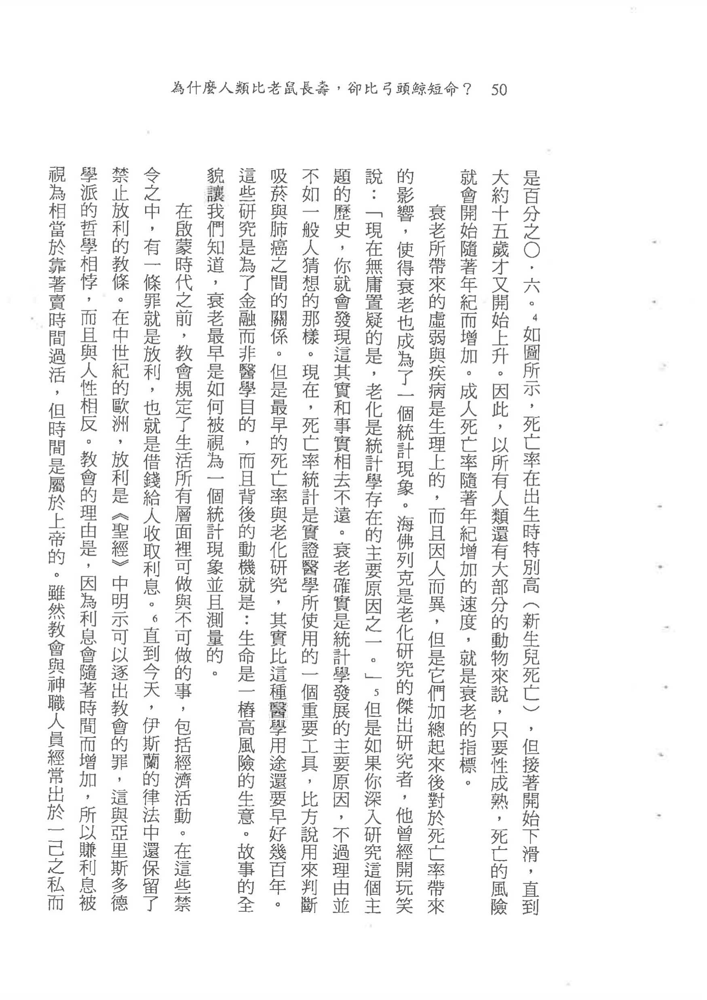 為什麼人類比老鼠長壽，卻比弓頭鯨短命？ 50
是百分之〇．六。4如圖所示，死亡率在出生時特別高（新生兒死亡），但接著開始下滑，直到
大約十五歲才又開始上升。因此，以所有人類還有大部分的動物來說，只要性成熟，死亡的風險
就會開始隨著年紀而增加。成人死亡率隨著年紀增加的速度，就是衰老的指標。
衰老所帶來的虛弱與疾病是生理上的，而且因人而異，但是它們加總起來後對於死亡率帶來
的影響，使得衰老也成為了一個統計現象。海佛列克是老化研究的傑出研究者，他曾經開玩笑
說：「現在無庸置疑的是，老化是統計學存在的主要原因之一。」5但是如果你深入研究這個主
題的歷史，你就會發現這其實和事實相去不遠。衰老確實是統計學發展的主要原因，不過理由並
不如一般人猜想的那樣。現在，死亡率統計是實證醫學所使用的一個重要工具，比方說用來判斷
吸菸與肺癌之間的關係。但是最早的死亡率與老化研究，其實比這種醫學用途還要早好幾百年。
這些研究是為了金融而非醫學目的，而且背後的動機就是：生命是一樁高風險的生意。故事的全
貌讓我們知道，衰老最早是如何被視為一個統計現象並且測量的。
在啟蒙時代之前，教會規定了生活所有層面裡可做與不可做的事，包括經濟活動。在這些禁
令之中，有一條罪就是放利，也就是借錢給人收取利息。6直到今天，伊斯蘭的律法中還保留了
禁止放利的教條。在中世紀的歐洲，放利是《聖經》中明示可以逐出教會的罪，這與亞里斯多德
學派的哲學相悖，而且與人性相反。教會的理由是，因為利息會隨著時間而增加，所以賺利息被
視為相當於靠著賣時間過活，但時間是屬於上帝的。雖然教會與神職人員經常出於一己之私而